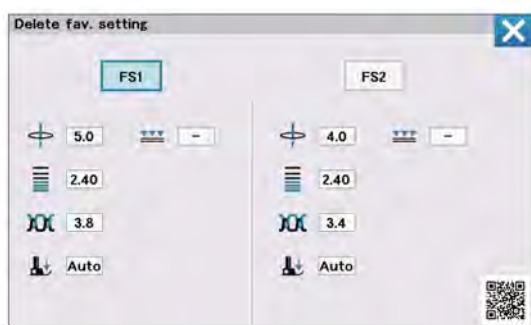 Delete fav. setting
FS1 FS2
5.0 - 4.0 -
2.40 2.40
3.8 3.4
Auto Auto